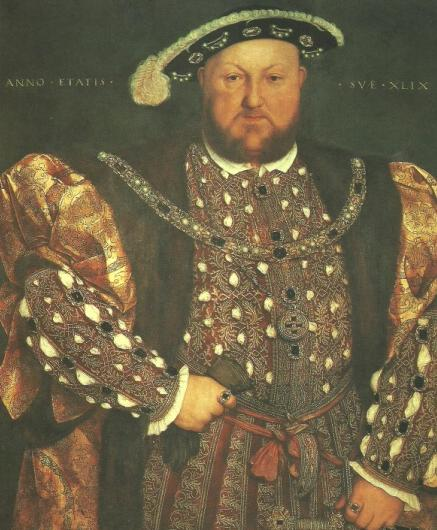 ANNO · ETATIS · · SVE · XLIX